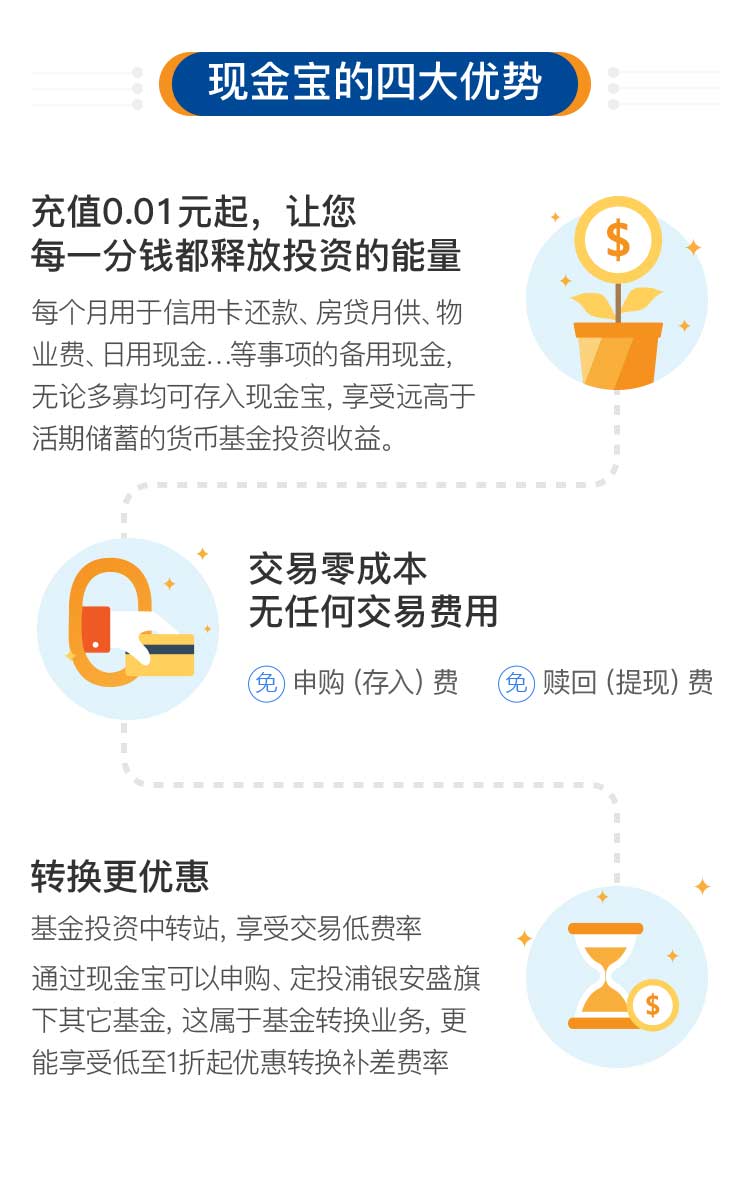 现金宝的四大优势
充值0.01元起，让您
每一分钱都释放投资的能量
每个月用于信用卡还款、房贷月供、物
业费、日用现金...等事项的备用现金,
无论多寡均可存入现金宝, 享受远高于
活期储蓄的货币基金投资收益。
$
交易零成本
无任何交易费用
免 申购 (存入) 费 免 赎回 (提现) 费
转换更优惠
基金投资中转站, 享受交易低费率
通过现金宝可以申购、定投浦银安盛旗
下其它基金, 这属于基金转换业务, 更
能享受低至1折起优惠转换补差费率
$